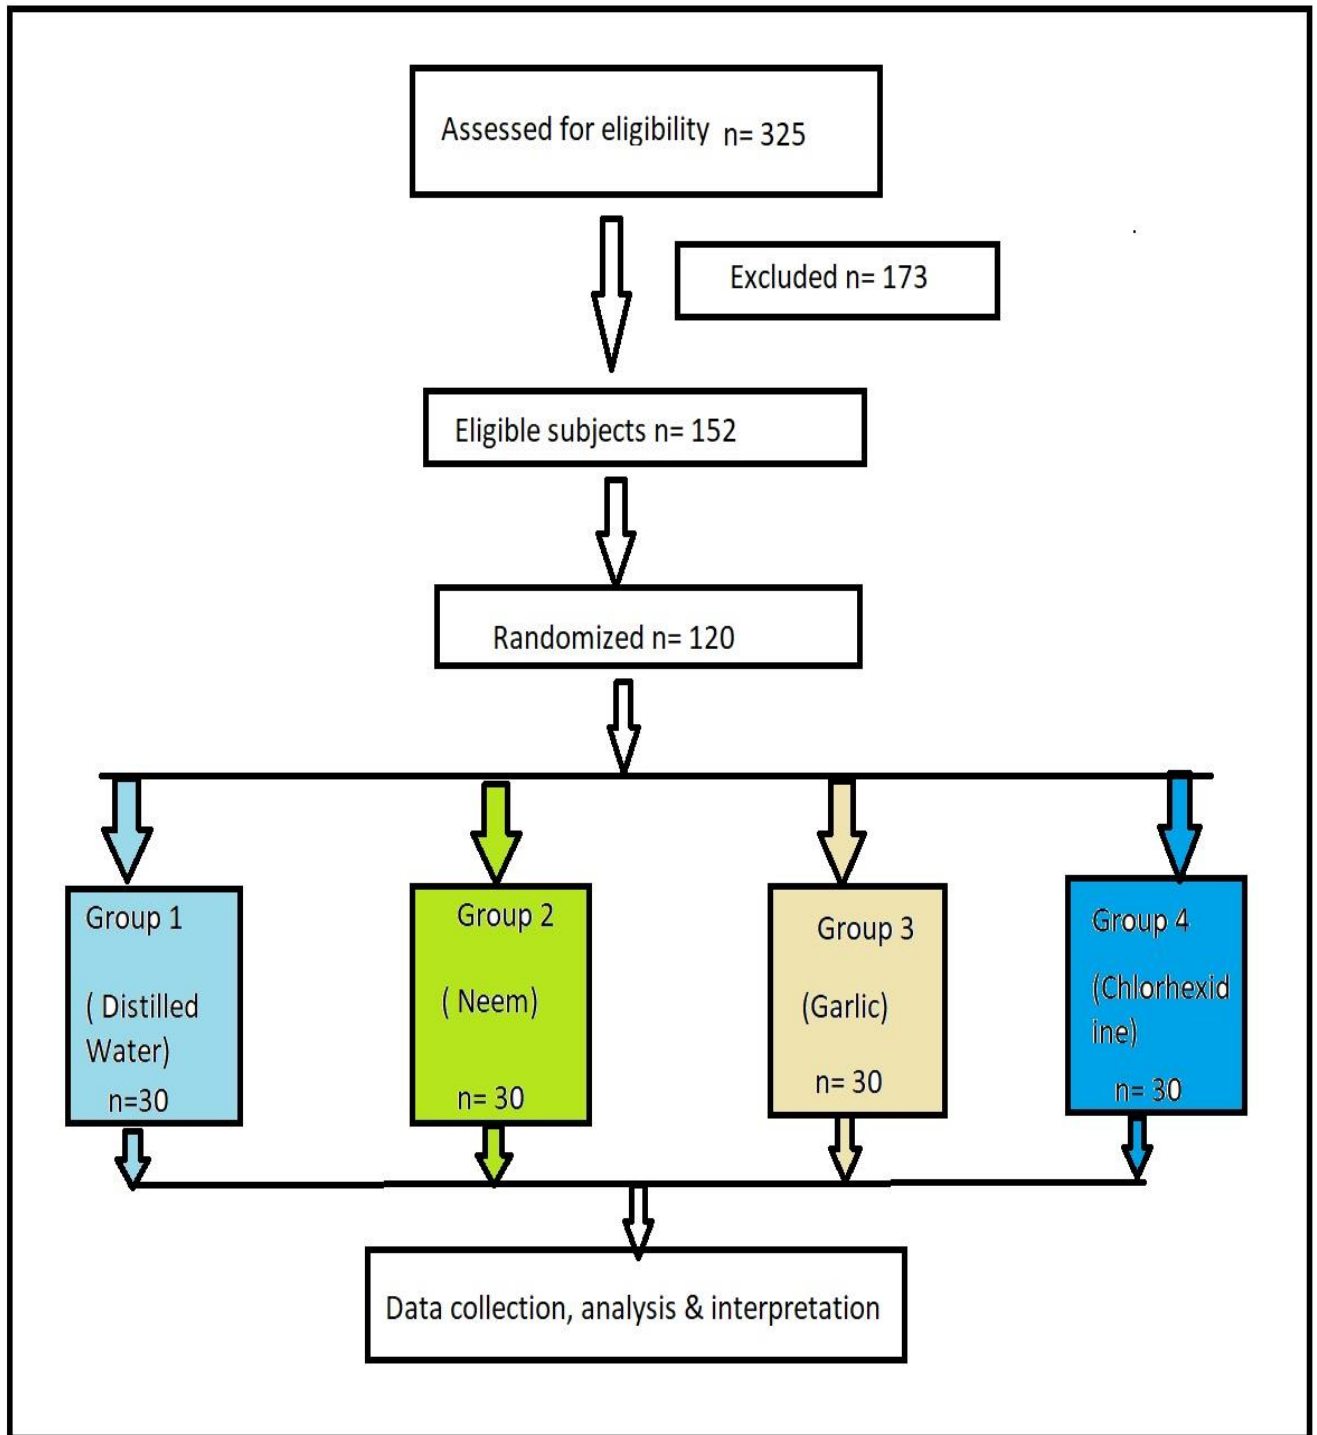 Assessed for eligibility n= 325
Excluded n= 173
Eligible subjects n= 152
Randomized n= 120
Group 1
( Distilled
Water)
n=30
Group 2
( Neem)
n= 30
Group 3
(Garlic)
n= 30
Group 4
(Chlorhexid
ine)
n= 30
Data collection, analysis & interpretation